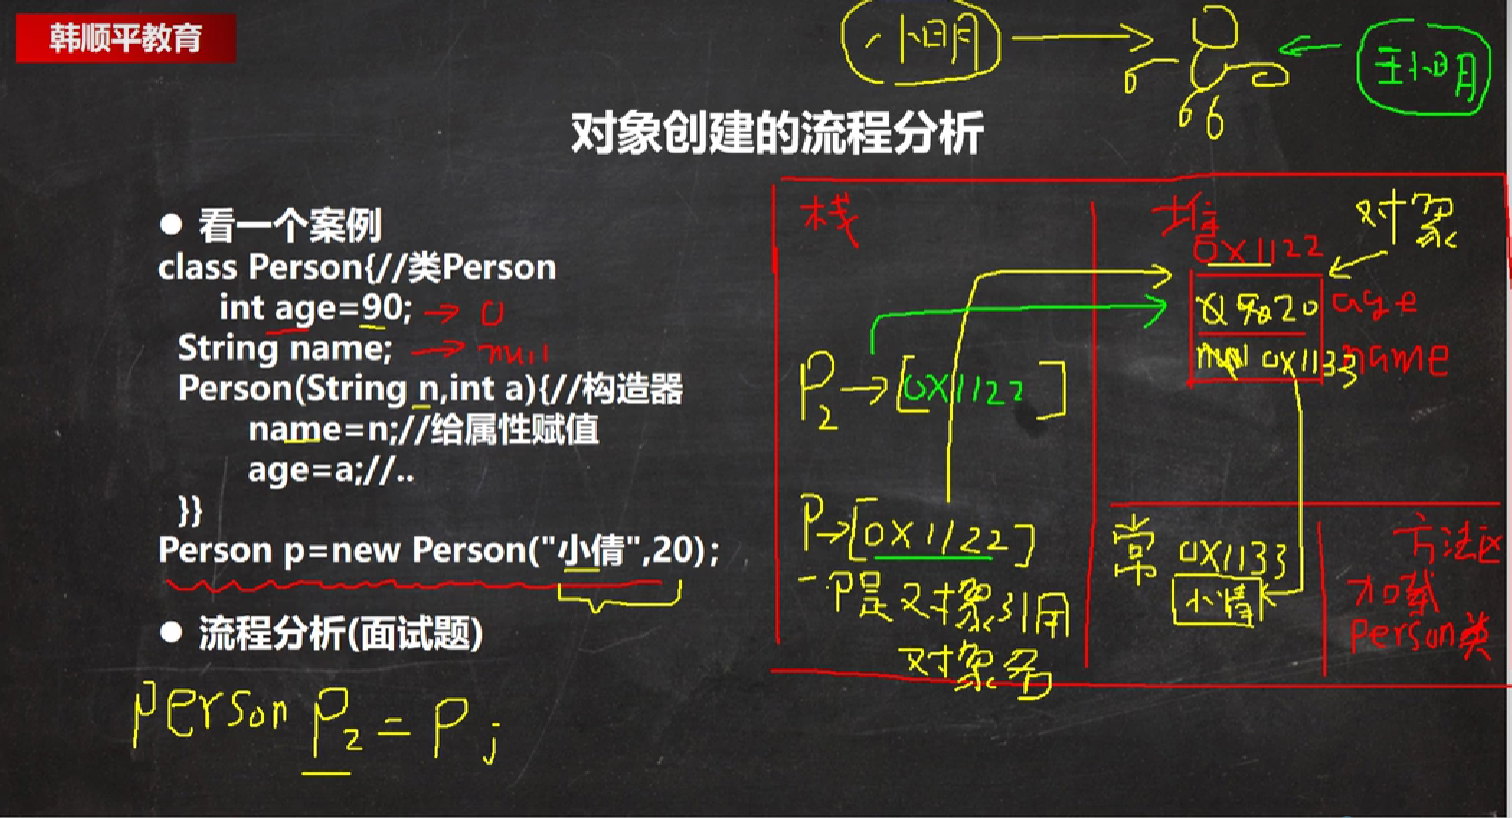 韩顺平教育
小明
王小明
对象创建的流程分析
● 看一个案例
class Person{//类Person
int age=90; → 0
String name; → null
Person(String n,int a){//构造器
name=n;//给属性赋值
age=a;//..
}}
Person p=new Person("小倩",20);
● 流程分析(面试题)
person P2 = P;
栈
堆
对象
0X1122
90 20 age
null 0X1133 name
P2→[0X1122]
P→[0X1122]
P是对象引用
对象名
常
0X1133
小倩
方法区
加载
Person类